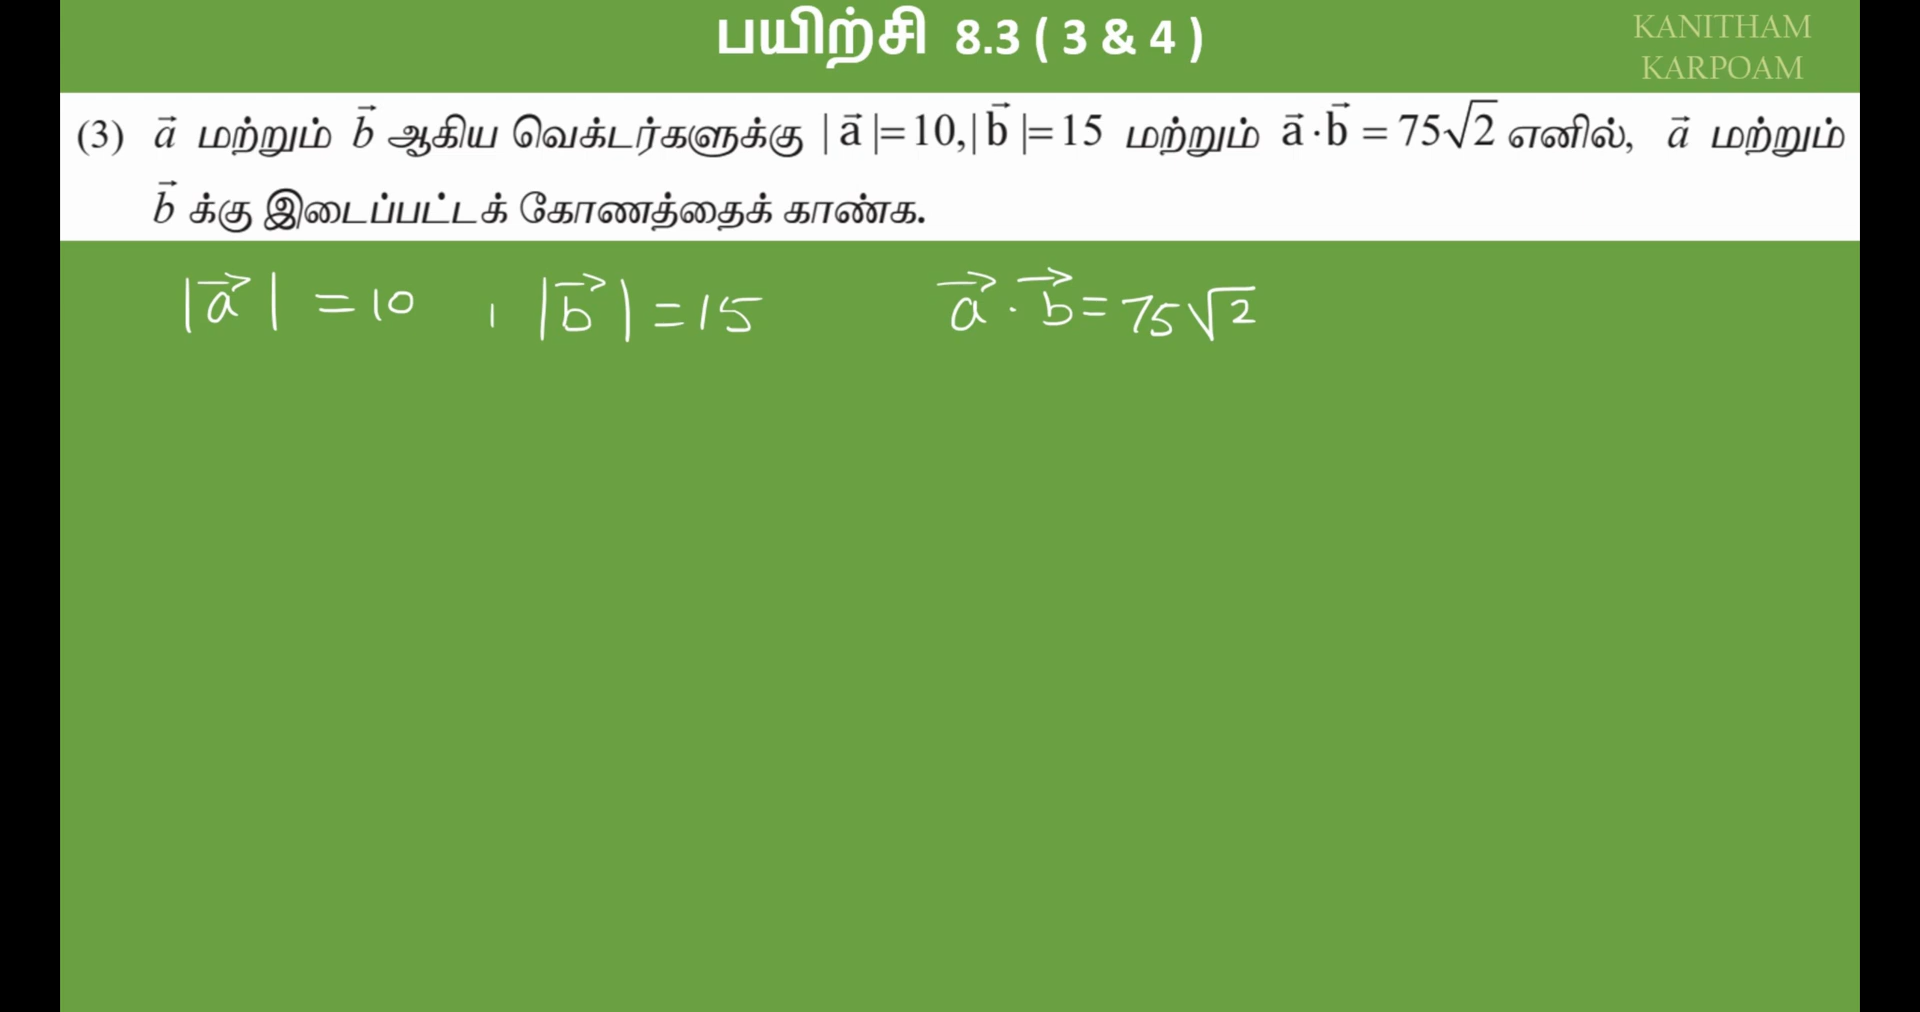 பயிற்சி 8.3 ( 3 & 4 )
KANITHAM
KARPOAM
(3) a⃗ மற்றும் b⃗ ஆகிய வெக்டர்களுக்கு | a⃗ |= 10, | b⃗ |= 15 மற்றும் a⃗ · b⃗ = 75√2 எனில், a⃗ மற்றும்
b⃗ க்கு இடைப்பட்டக் கோணத்தைக் காண்க.
|a⃗| = 10 , |b⃗| = 15 a⃗ · b⃗ = 75√2